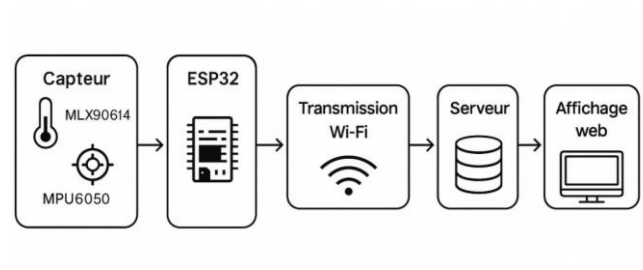 Capteur
MLX90614
MPU6050
ESP32
Transmission
Wi-Fi
Serveur
Affichage
web